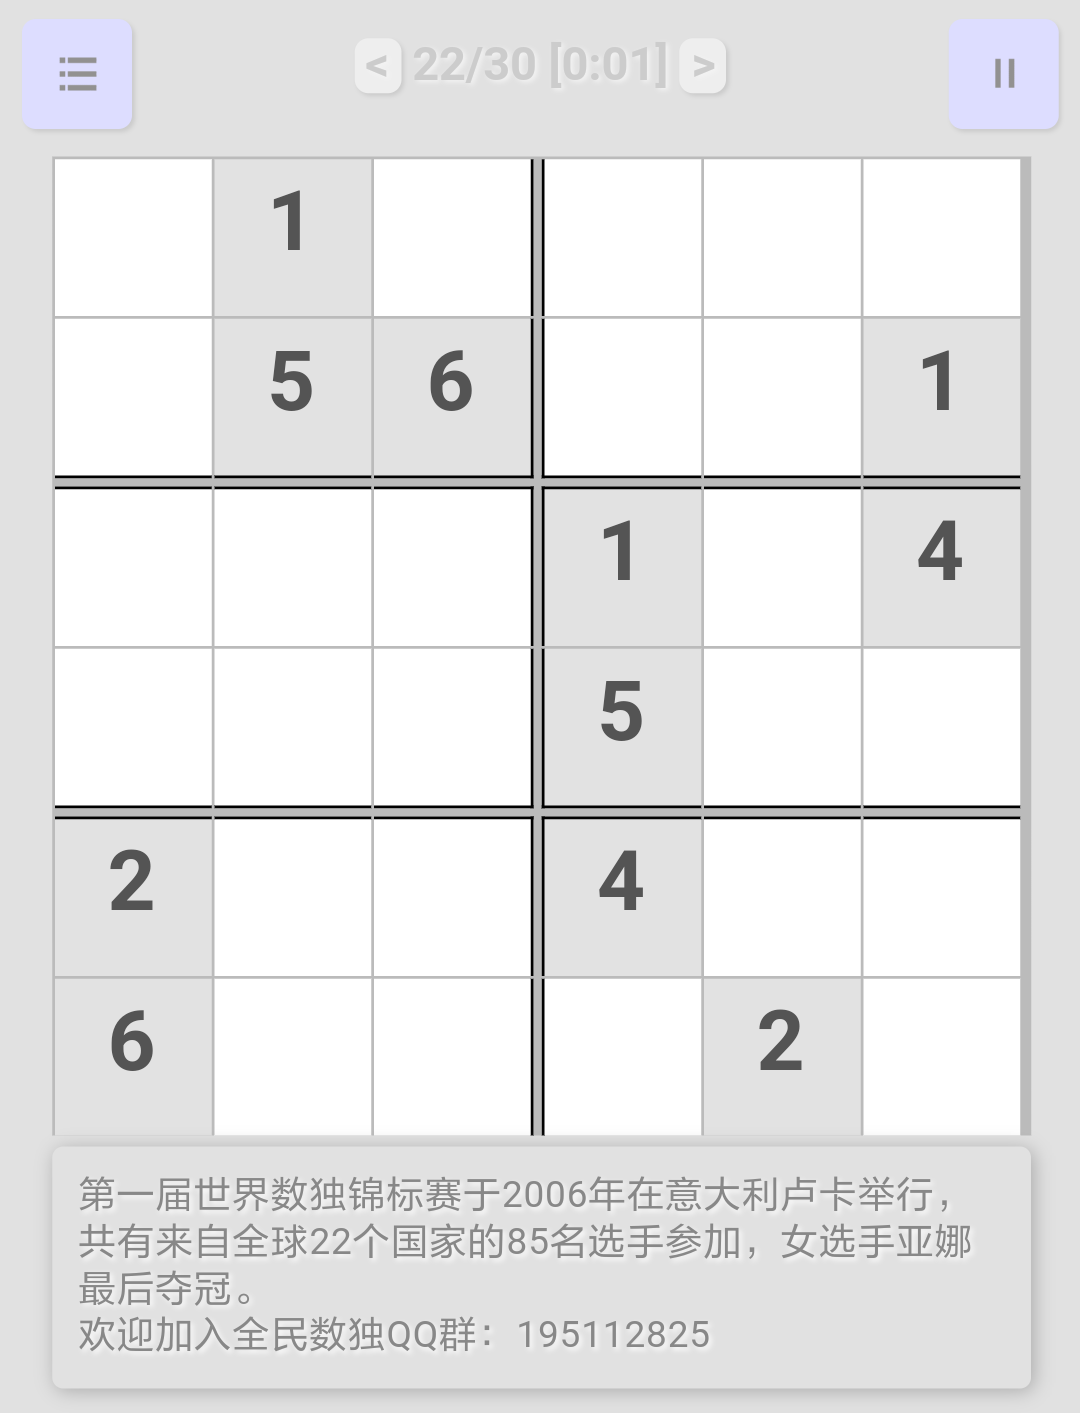 < 22/30 [0:01] >
1
5 6 1
1 4
5
2 4
6 2
第一届世界数独锦标赛于2006年在意大利卢卡举行，
共有来自全球22个国家的85名选手参加，女选手亚娜
最后夺冠。
欢迎加入全民数独QQ群：195112825